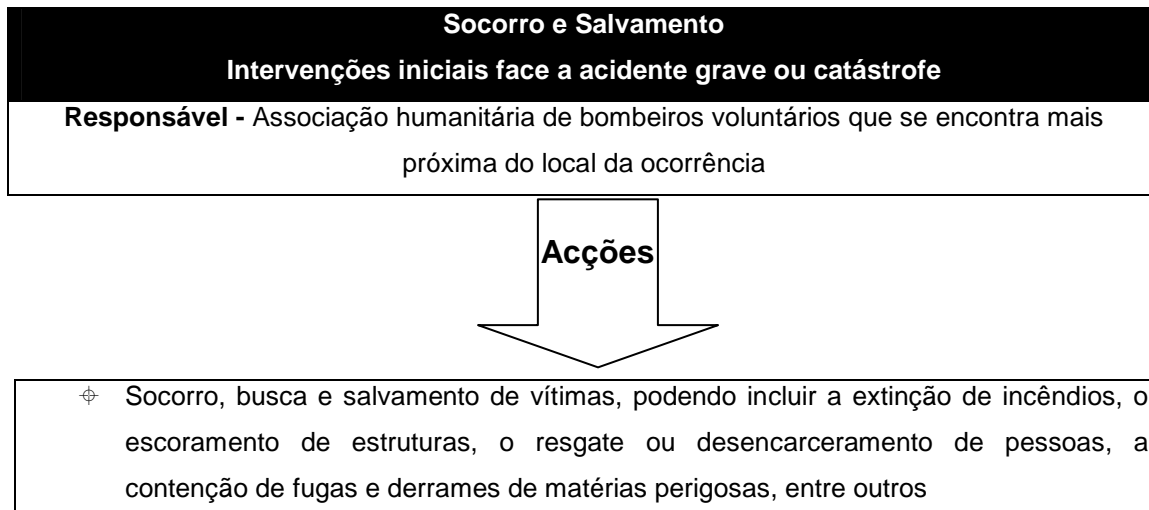 Socorro e Salvamento
Intervenções iniciais face a acidente grave ou catástrofe
Responsável - Associação humanitária de bombeiros voluntários que se encontra mais
próxima do local da ocorrência
Acções
Socorro, busca e salvamento de vítimas, podendo incluir a extinção de incêndios, o
escoramento de estruturas, o resgate ou desencarceramento de pessoas, a
contenção de fugas e derrames de matérias perigosas, entre outros